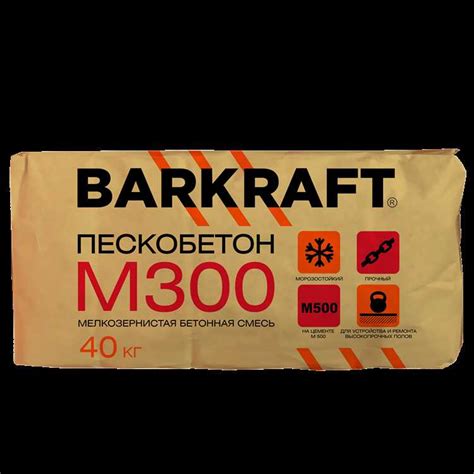 BARKRAFT®
ПЕСКОБЕТОН
М300
МЕЛКОЗЕРНИСТАЯ БЕТОННАЯ СМЕСЬ
40 КГ
МОРОЗОСТОЙКИЙ
ПРОЧНЫЙ
М500
НА ЦЕМЕНТЕ
М 500
ДЛЯ УСТРОЙСТВА И РЕМОНТА
ВЫСОКОПРОЧНЫХ ПОЛОВ